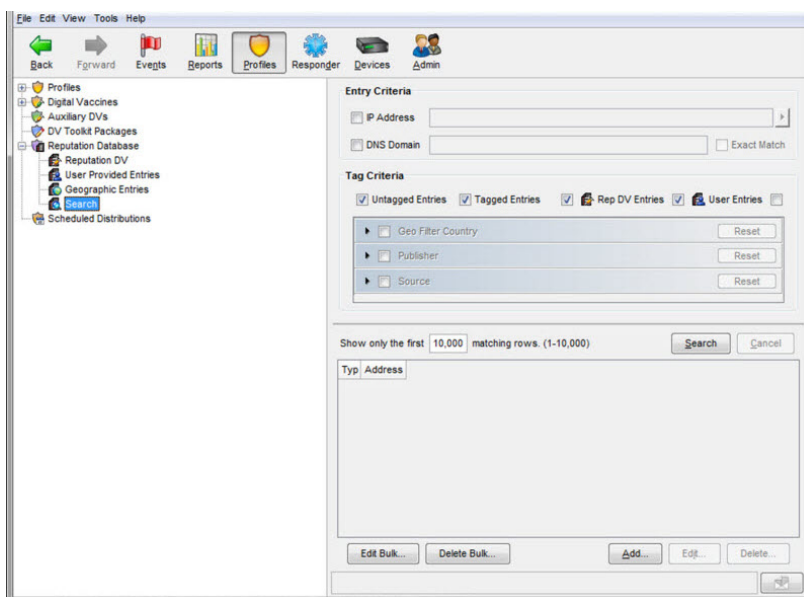 File Edit View Tools Help
Back Forward Events Reports Profiles Responder Devices Admin
Profiles
Digital Vaccines
Auxiliary DVs
DV Toolkit Packages
Reputation Database
Reputation DV
User Provided Entries
Geographic Entries
Search
Scheduled Distributions
Entry Criteria
IP Address
DNS Domain Exact Match
Tag Criteria
Untagged Entries Tagged Entries Rep DV Entries User Entries
Geo Filter Country Reset
Publisher Reset
Source Reset
Show only the first 10,000 matching rows. (1-10,000) Search Cancel
Typ Address
Edit Bulk... Delete Bulk... Add... Edit... Delete...